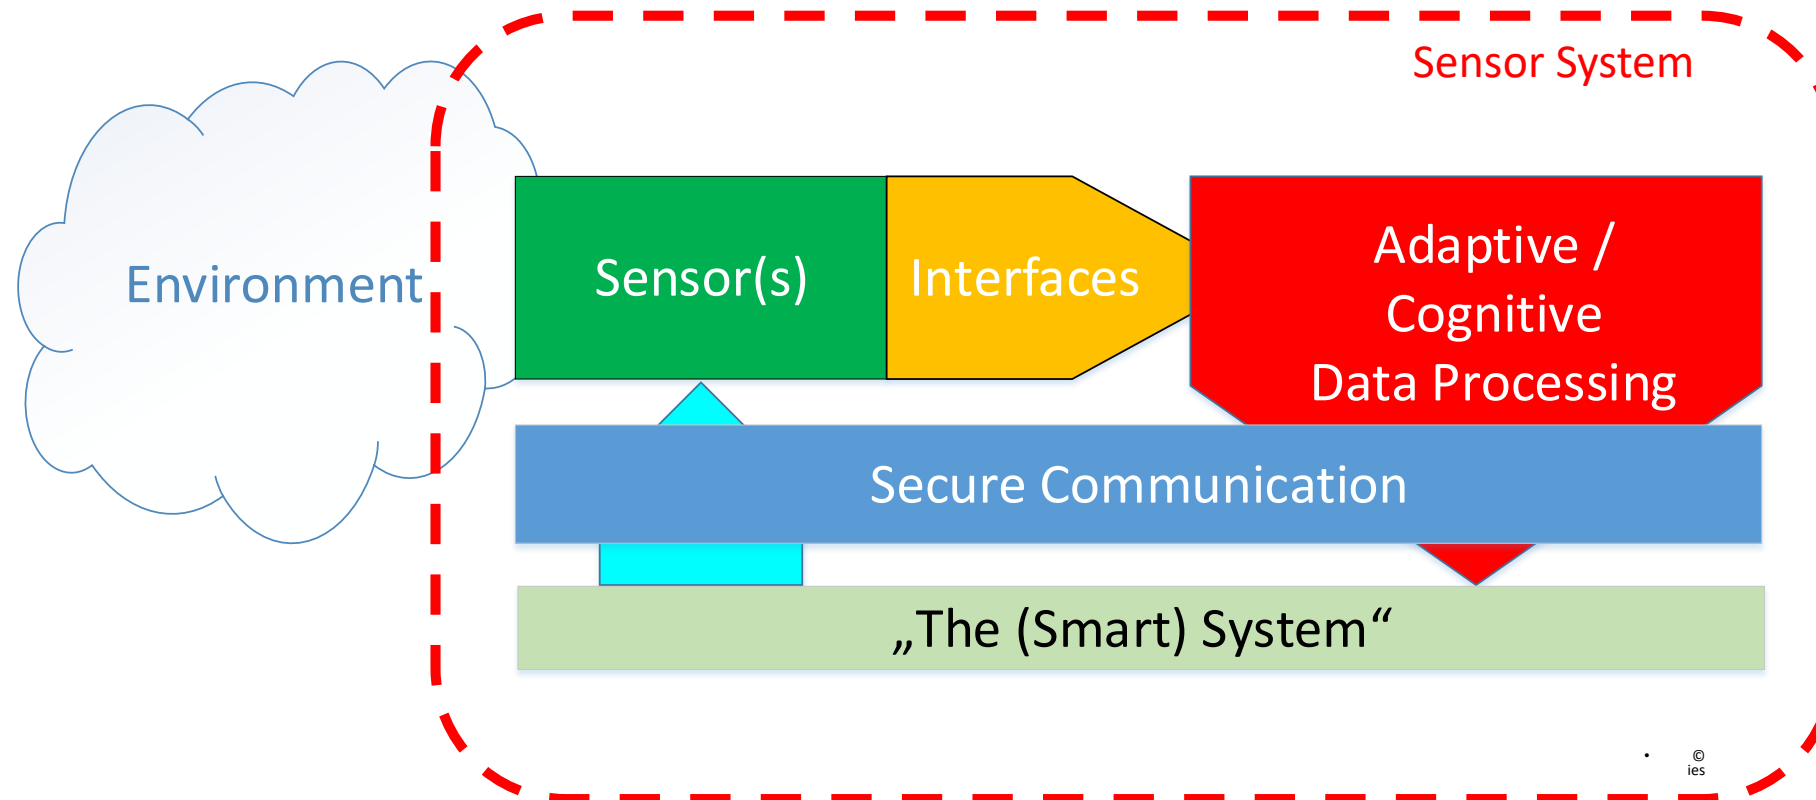 Sensor System
Environment
Sensor(s)
Interfaces
Adaptive /
Cognitive
Data Processing
Secure Communication
„The (Smart) System“
· ©
ies